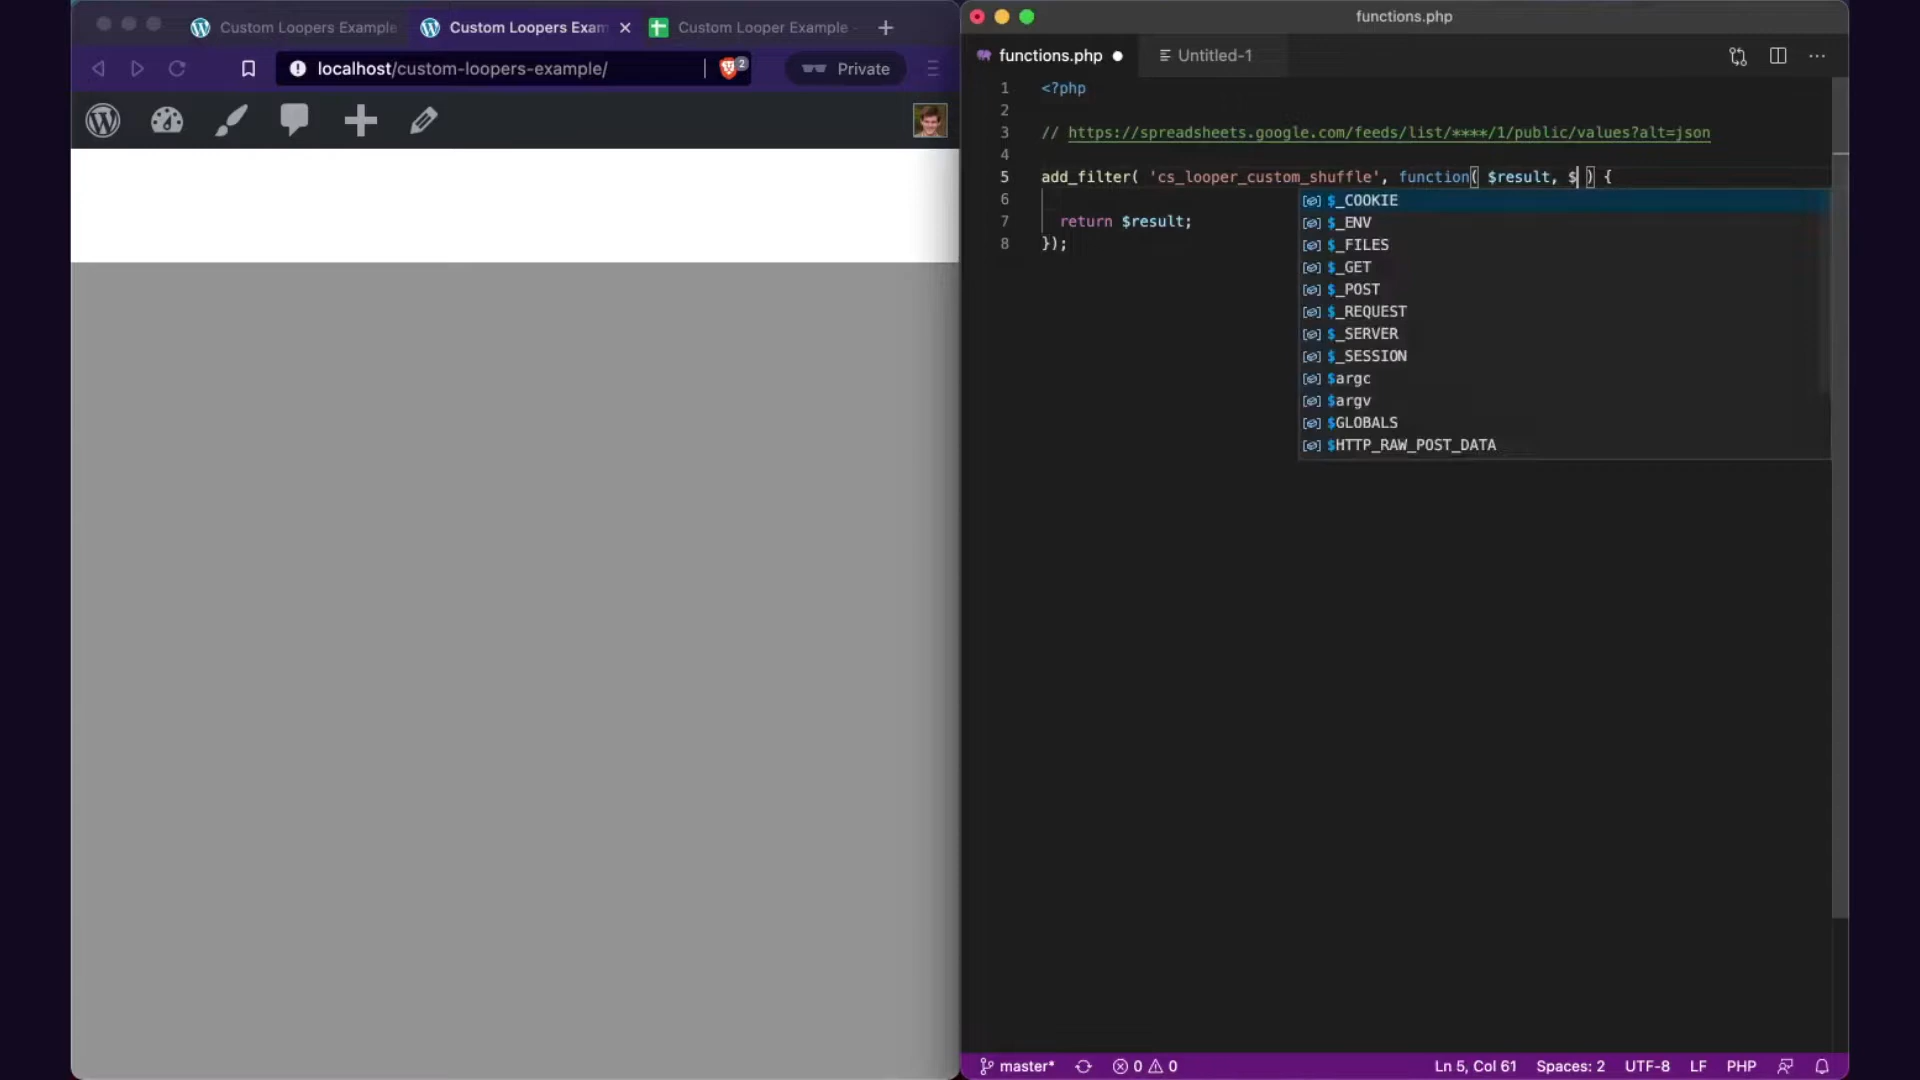 Custom Loopers Example
Custom Loopers Exam
Custom Looper Example
localhost/custom-loopers-example/
2
Private
functions.php
functions.php
Untitled-1
1 <?php
2
3 // https://spreadsheets.google.com/feeds/list/****/1/public/values?alt=json
4
5 add_filter( 'cs_looper_custom_shuffle', function( $result, $ ) {
6
7 return $result;
8 });
$_COOKIE
$_ENV
$_FILES
$_GET
$_POST
$_REQUEST
$_SERVER
$_SESSION
$argc
$argv
$GLOBALS
$HTTP_RAW_POST_DATA
master*
0 0
Ln 5, Col 61
Spaces: 2
UTF-8
LF
PHP